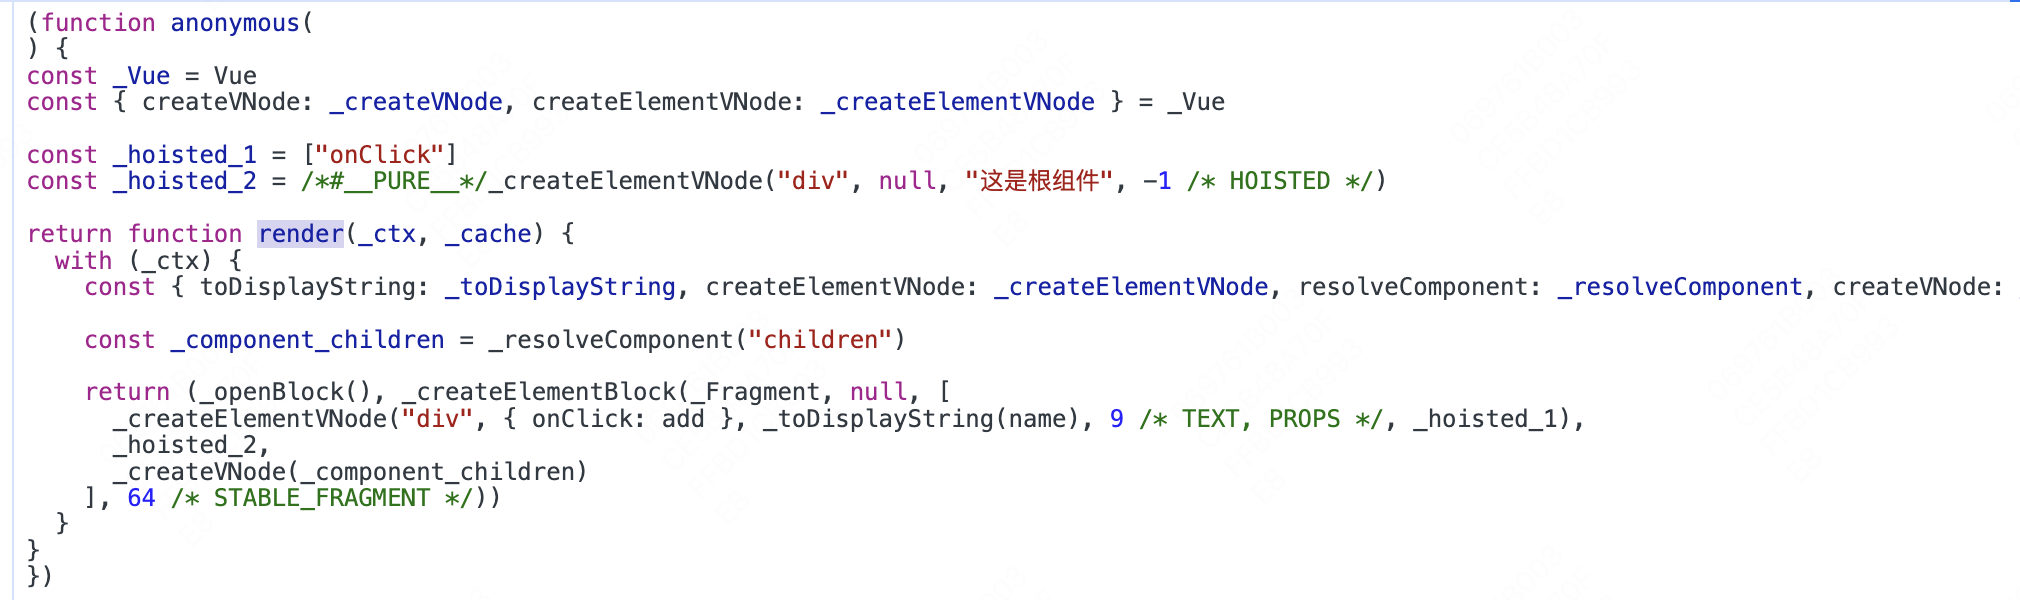 (function anonymous(
) {
const _Vue = Vue
const { createVNode: _createVNode, createElementVNode: _createElementVNode } = _Vue
const _hoisted_1 = ["onClick"]
const _hoisted_2 = /*#__PURE__*/_createElementVNode("div", null, "这是根组件", -1 /* HOISTED */)
return function render(_ctx, _cache) {
with (_ctx) {
const { toDisplayString: _toDisplayString, createElementVNode: _createElementVNode, resolveComponent: _resolveComponent, createVNode:
const _component_children = _resolveComponent("children")
return (_openBlock(), _createElementBlock(_Fragment, null, [
_createElementVNode("div", { onClick: add }, _toDisplayString(name), 9 /* TEXT, PROPS */, _hoisted_1),
_hoisted_2,
_createVNode(_component_children)
], 64 /* STABLE_FRAGMENT */))
}
}
})